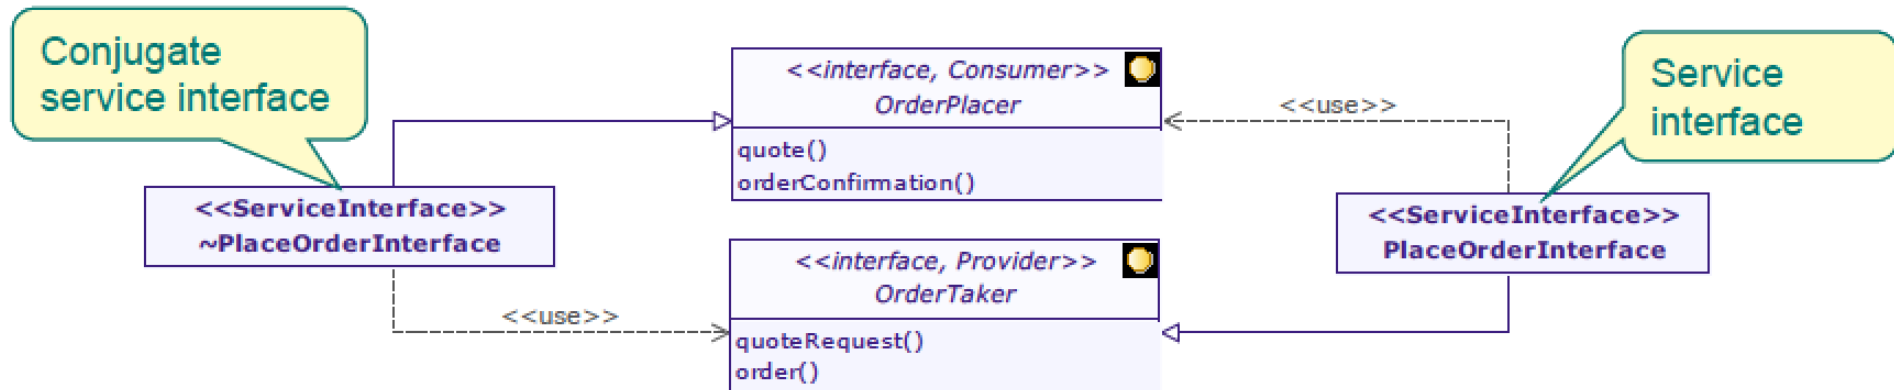 Conjugate
service interface
<<interface, Consumer>>
OrderPlacer
quote()
orderConfirmation()
<<use>>
Service
interface
<<ServiceInterface>>
~PlaceOrderInterface
<<ServiceInterface>>
PlaceOrderInterface
<<interface, Provider>>
OrderTaker
quoteRequest()
order()
<<use>>